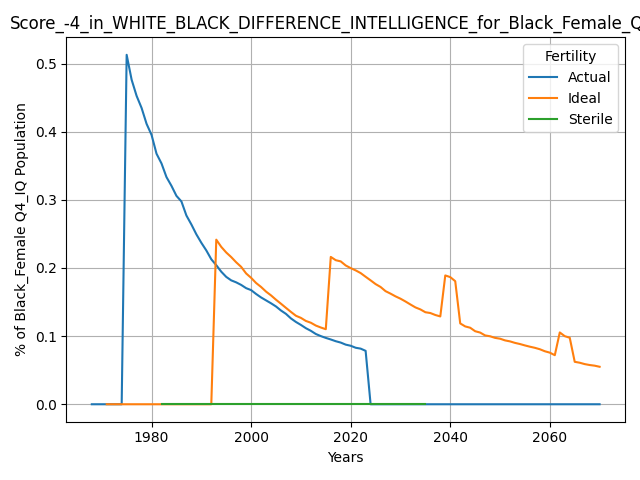 Score_-4_in_WHITE_BLACK_DIFFERENCE_INTELLIGENCE_for_Black_Female_Q
Fertility
Actual
Ideal
Sterile
% of Black_Female Q4_IQ Population
0.5
0.4
0.3
0.2
0.1
0.0
1980 2000 2020 2040 2060
Years